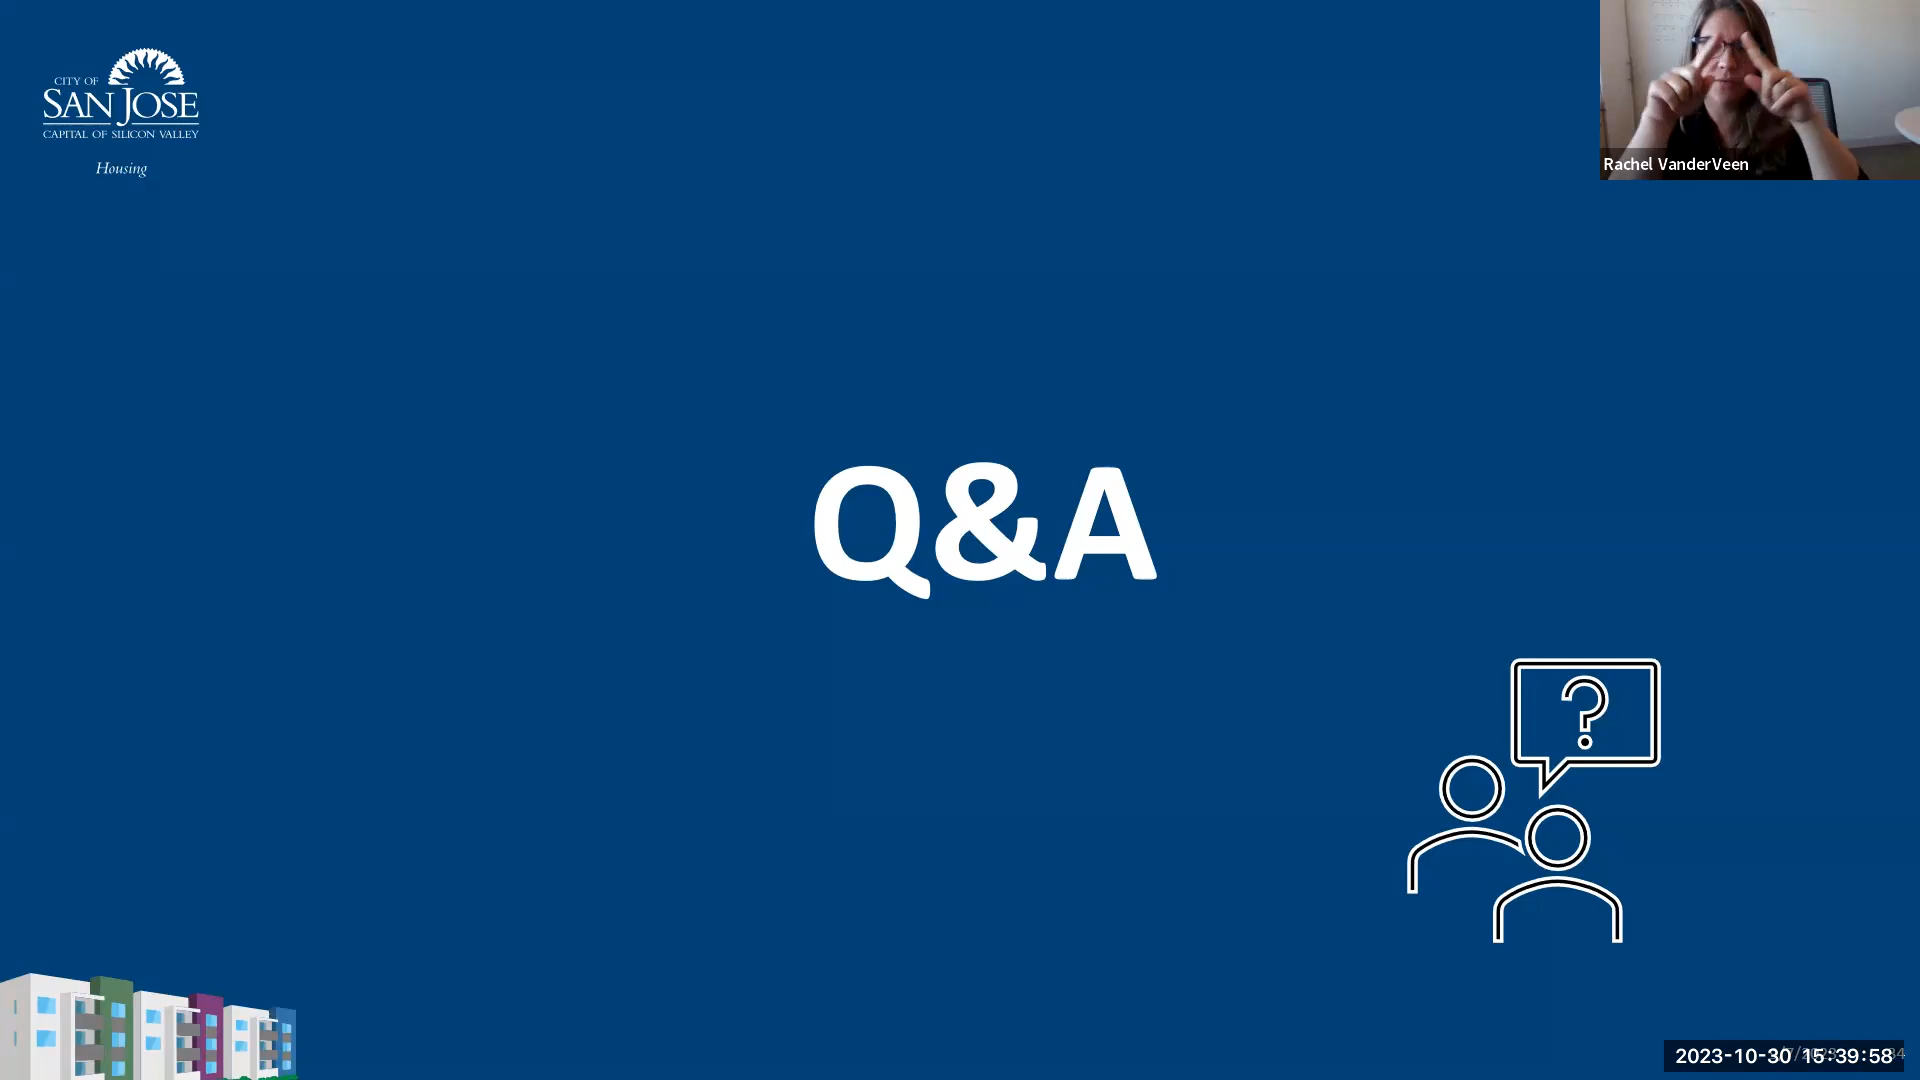 CITY OF
SAN JOSE
CAPITAL OF SILICON VALLEY
Housing
Rachel VanderVeen
Q&A
?
2023-10-30 15:39:58